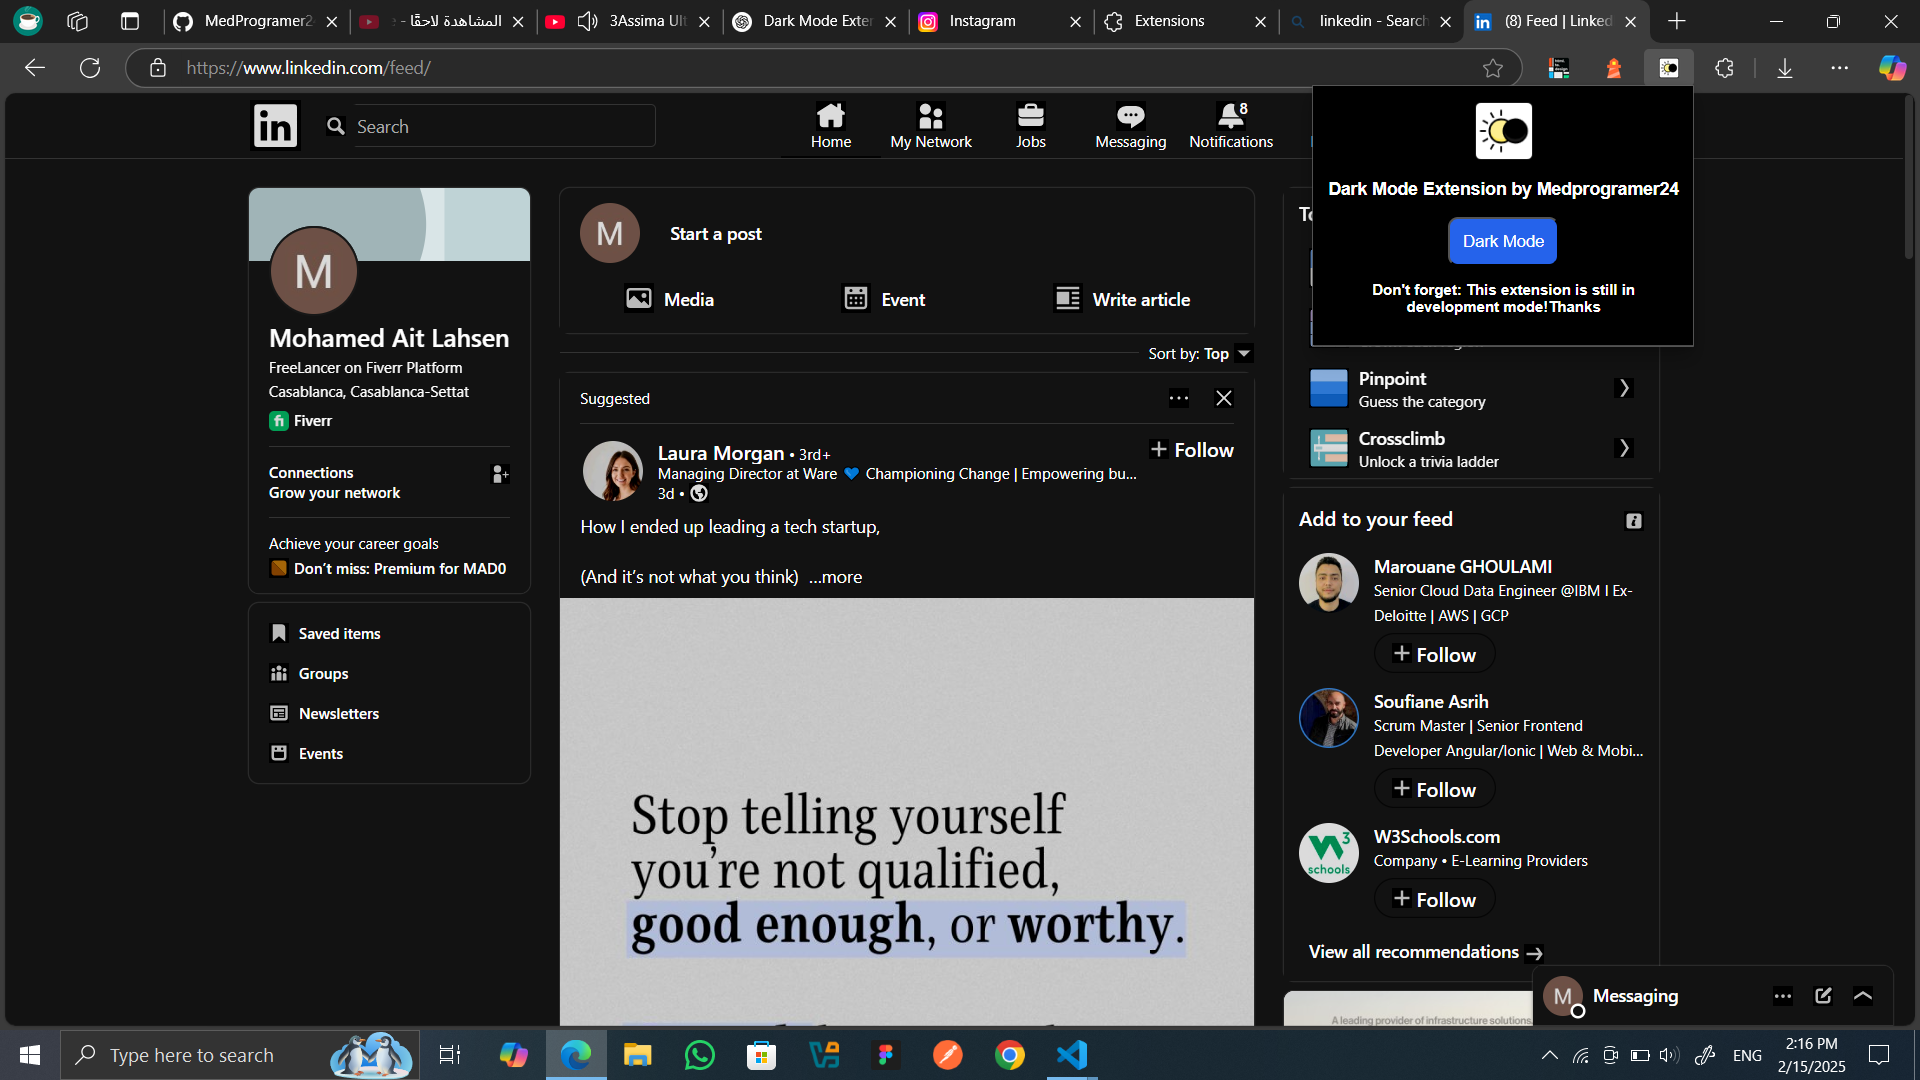 MedProgramer2
المشاهدة لاحقًا -
3Assima Ult
Dark Mode Exter
Instagram
Extensions
linkedin - Search
(8) Feed | Linked
https://www.linkedin.com/feed/
in
Search
Home
My Network
Jobs
Messaging
8
Notifications
Dark Mode Extension by Medprogramer24
Dark Mode
Don't forget: This extension is still in
development mode!Thanks
M
Mohamed Ait Lahsen
FreeLancer on Fiverr Platform
Casablanca, Casablanca-Settat
fi Fiverr
Connections
Grow your network
Achieve your career goals
Don't miss: Premium for MAD0
Saved items
Groups
Newsletters
Events
M
Start a post
Media
Event
Write article
Sort by: Top
Suggested
Laura Morgan • 3rd+
Follow
Managing Director at Ware 💙 Championing Change | Empowering bu...
3d •
How I ended up leading a tech startup,
(And it's not what you think) ...more
Stop telling yourself
you're not qualified,
good enough, or worthy.
Pinpoint
Guess the category
Crossclimb
Unlock a trivia ladder
Add to your feed
Marouane GHOULAMI
Senior Cloud Data Engineer @IBM I Ex-
Deloitte | AWS | GCP
Follow
Soufiane Asrih
Scrum Master | Senior Frontend
Developer Angular/Ionic | Web & Mobi...
Follow
W3 schools
W3Schools.com
Company • E-Learning Providers
Follow
View all recommendations
A leading provider of infrastructure solutions
M
Messaging
Type here to search
ENG
2:16 PM
2/15/2025